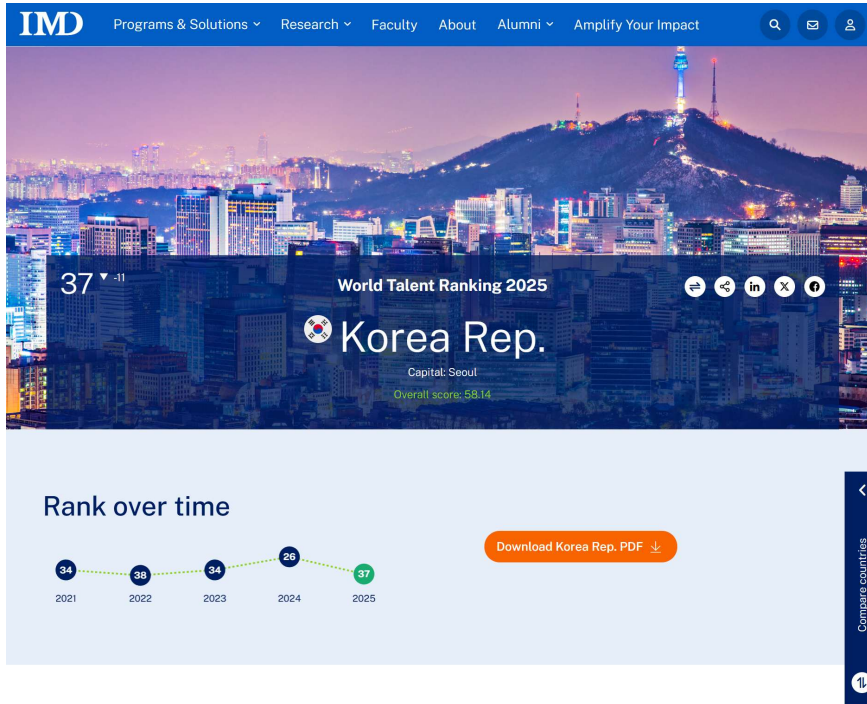 IMD
Programs & Solutions Research Faculty About Alumni Amplify Your Impact
37 ▼ -11
World Talent Ranking 2025
in X f
Korea Rep.
Capital: Seoul
Overall score: 58.14
Rank over time
Download Korea Rep. PDF
34 38 34 26 37
2021 2022 2023 2024 2025
Compare countries